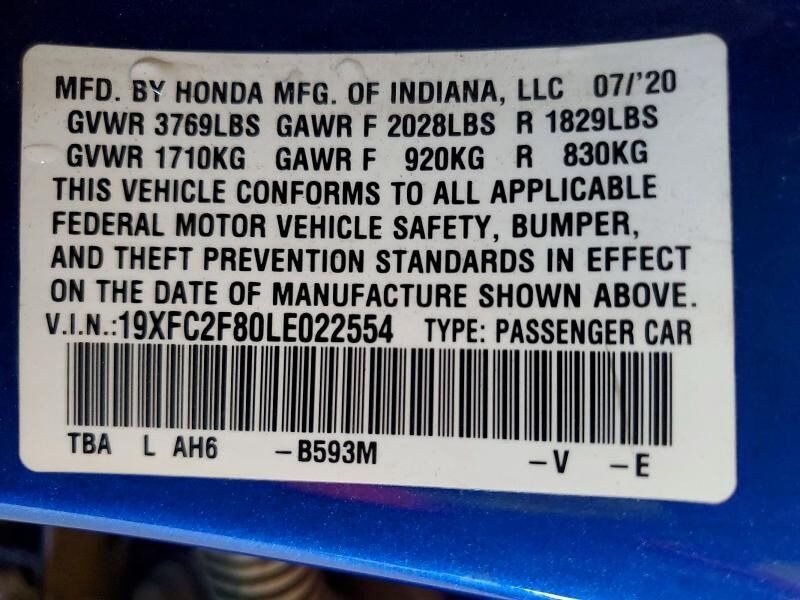 MFD. BY HONDA MFG. OF INDIANA, LLC 07/'20
GVWR 3769LBS GAWR F 2028LBS R 1829LBS
GVWR 1710KG GAWR F 920KG R 830KG
THIS VEHICLE CONFORMS TO ALL APPLICABLE
FEDERAL MOTOR VEHICLE SAFETY, BUMPER,
AND THEFT PREVENTION STANDARDS IN EFFECT
ON THE DATE OF MANUFACTURE SHOWN ABOVE.
V.I.N.:19XFC2F80LE022554 TYPE: PASSENGER CAR
TBA L AH6 -B593M -V -E